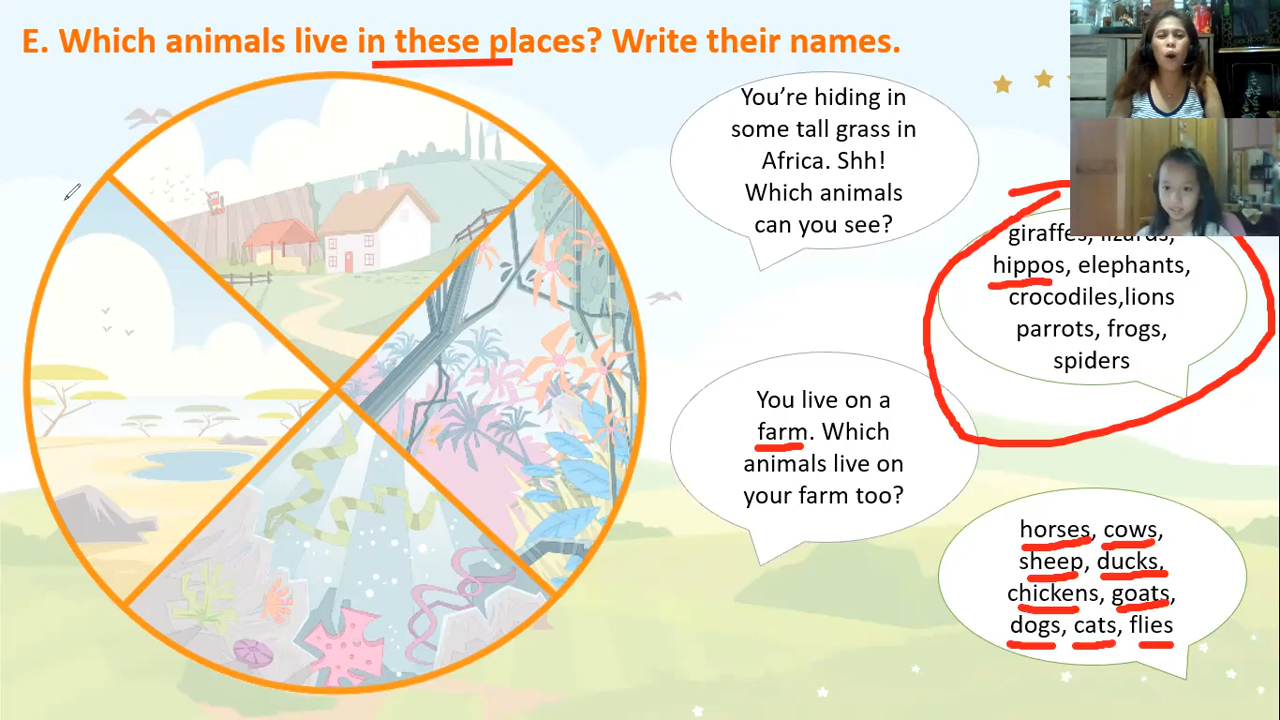 E. Which animals live in these places? Write their names.
You’re hiding in
some tall grass in
Africa. Shh!
Which animals
can you see?
giraffes, lizards,
hippos, elephants,
crocodiles,lions
parrots, frogs,
spiders
You live on a
farm. Which
animals live on
your farm too?
horses, cows,
sheep, ducks,
chickens, goats,
dogs, cats, flies